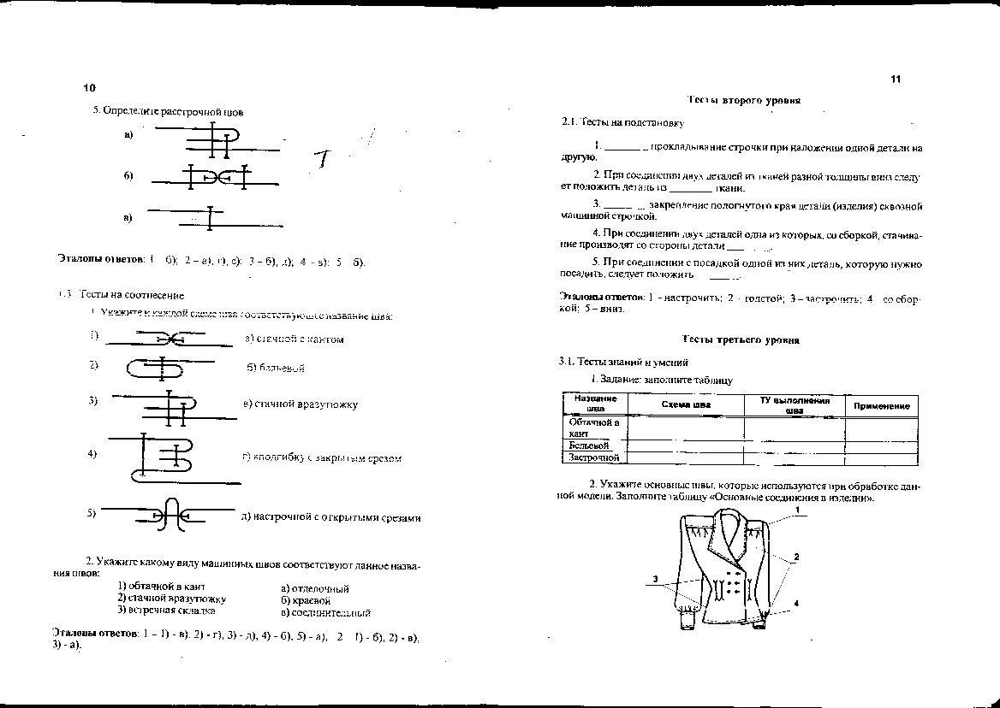 10
5. Определите расстрочной шов
а)
б)
в)
Эталоны ответов: 1 – б); 2 – а), г), е); 3 – б), д); 4 – в); 5 – б).
1.3. Тесты на соотнесение
1. Укажите к каждой схеме шва соответствующее название шва:
1) а) стачной с кантом
2) б) бельевой
3) в) стачной вразутюжку
4) г) вподгибку с закрытым срезом
5) д) настрочной с открытыми срезами
2. Укажите какому виду машинных швов соответствуют данное назва-
ния швов:
1) обтачной в кант а) отделочный
2) стачной вразутюжку б) краевой
3) встречная складка в) соединительный
Эталоны ответов: 1 – 1) - в), 2) - г), 3) - д), 4) - б), 5) - а), 2 1) - б), 2) - в),
3) - а).
11
Тесты второго уровня
2.1. Тесты на подстановку
1. ________ прокладывание строчки при наложении одной детали на
другую.
2. При соединении двух деталей из тканей разной толщины вниз следу
ет положить деталь из ________ ткани.
3. ________ закрепление подогнутого края детали (изделия) сквозной
машинной строчкой.
4. При соединении двух деталей одна из которых, со сборкой, стачива-
ние производят со стороны детали ________.
5. При соединении с посадкой одной из них деталь, которую нужно
посадить, следует положить ________
Эталоны ответов: 1 - настрочить; 2 - толстой; 3 – застрочить; 4 со сбор-
кой; 5 – вниз.
Тесты третьего уровня
3.1. Тесты знаний и умений
1. Задание: заполните таблицу
Название шва Схема шва ТУ выполнения шва Применение
Обтачной в
кант
Бельевой
Застрочной
2. Укажите основные швы, которые используются при обработке дан-
ной модели. Заполните таблицу «Основные соединения в изделии».
1
2
3
4